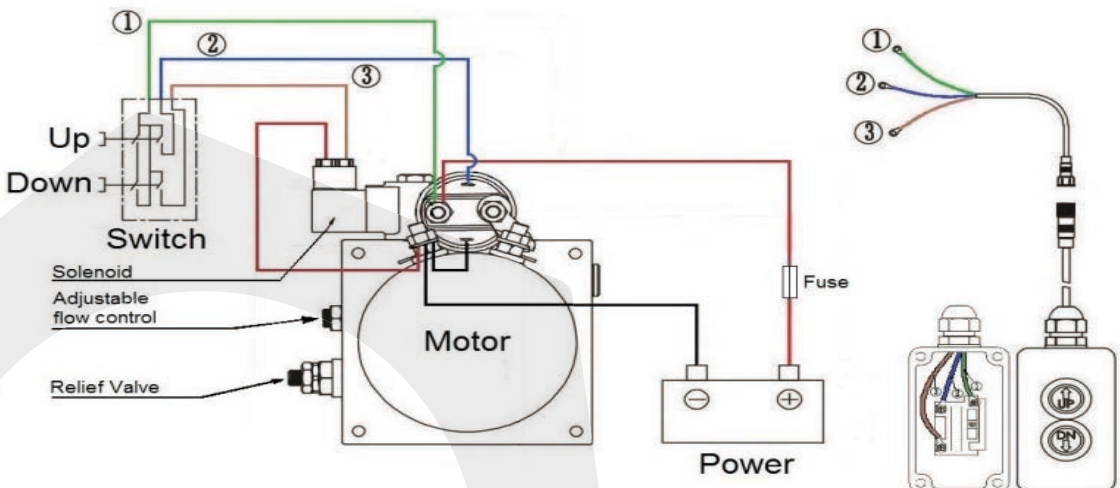 ①
②
③
Up
Down
Switch
Solenoid
Adjustable
flow control
Relief Valve
Motor
Fuse
⊖ ⊕
Power
①
②
③
UP
DN